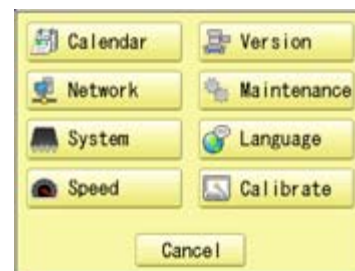 Calendar Version
Network Maintenance
System Language
Speed Calibrate
Cancel